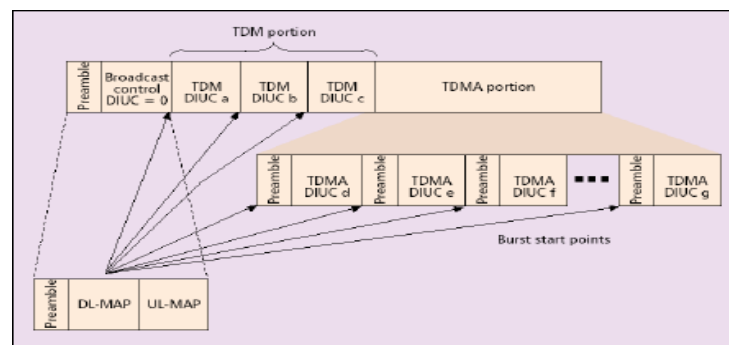 TDM portion
Preamble
Broadcast
control
DIUC = 0
TDM
DIUC a
TDM
DIUC b
TDM
DIUC c
TDMA portion
Preamble
TDMA
DIUC d
Preamble
TDMA
DIUC e
Preamble
TDMA
DIUC f
Preamble
TDMA
DIUC g
Burst start points
Preamble
DL-MAP
UL-MAP